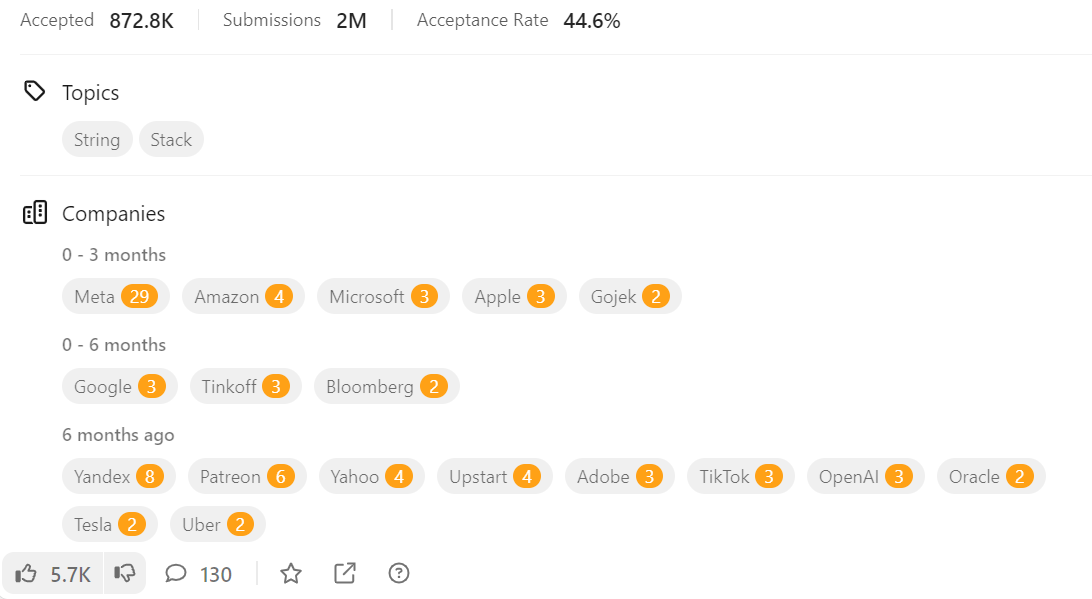 Accepted 872.8K Submissions 2M Acceptance Rate 44.6%
Topics
String Stack
Companies
0 - 3 months
Meta 29 Amazon 4 Microsoft 3 Apple 3 Gojek 2
0 - 6 months
Google 3 Tinkoff 3 Bloomberg 2
6 months ago
Yandex 8 Patreon 6 Yahoo 4 Upstart 4 Adobe 3 TikTok 3 OpenAI 3 Oracle 2
Tesla 2 Uber 2
5.7K 130